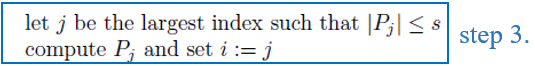 let j be the largest index such that |P_j| ≤ s
compute P_j and set i := j
step 3.